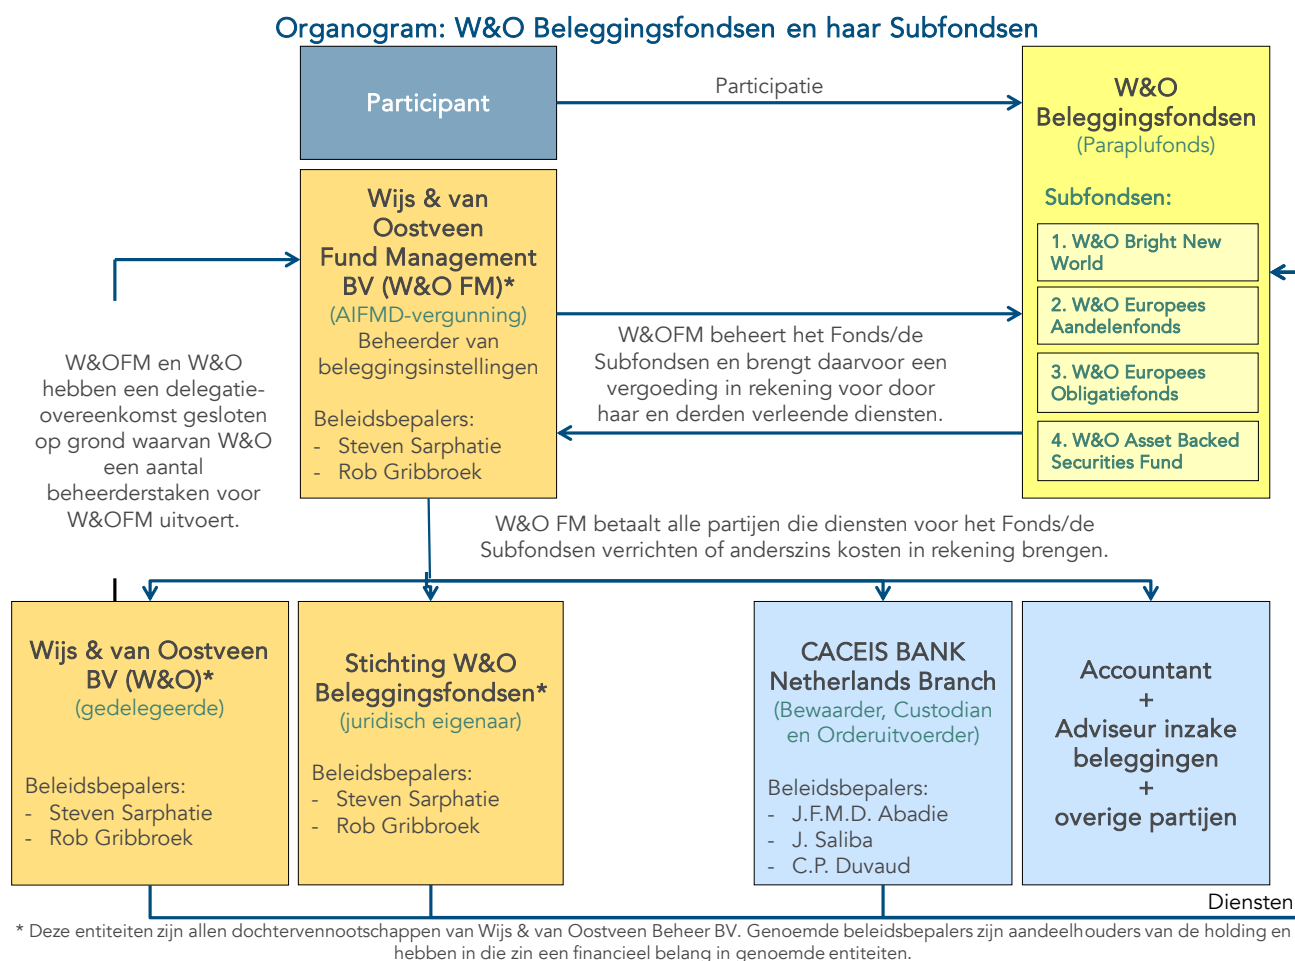 Organogram: W&O Beleggingsfondsen en haar Subfondsen
Participant
Participatie
W&O
Beleggingsfondsen
(Paraplufonds)
Subfondsen:
1. W&O Bright New
World
2. W&O Europees
Aandelenfonds
3. W&O Europees
Obligatiefonds
4. W&O Asset Backed
Securities Fund
Wijs & van
Oostveen
Fund Management
BV (W&O FM)*
(AIFMD-vergunning)
Beheerder van
beleggingsinstellingen
Beleidsbepalers:
- Steven Sarphatie
- Rob Gribbroek
W&OFM beheert het Fonds/de
Subfondsen en brengt daarvoor een
vergoeding in rekening voor door
haar en derden verleende diensten.
W&OFM en W&O
hebben een delegatie-
overeenkomst gesloten
op grond waarvan W&O
een aantal
beheerderstaken voor
W&OFM uitvoert.
W&O FM betaalt alle partijen die diensten voor het Fonds/de
Subfondsen verrichten of anderszins kosten in rekening brengen.
Wijs & van Oostveen
BV (W&O)*
(gedelegeerde)
Beleidsbepalers:
- Steven Sarphatie
- Rob Gribbroek
Stichting W&O
Beleggingsfondsen*
(juridisch eigenaar)
Beleidsbepalers:
- Steven Sarphatie
- Rob Gribbroek
CACEIS BANK
Netherlands Branch
(Bewaarder, Custodian
en Orderuitvoerder)
Beleidsbepalers:
- J.F.M.D. Abadie
- J. Saliba
- C.P. Duvaud
Accountant
+
Adviseur inzake
beleggingen
+
overige partijen
Diensten
* Deze entiteiten zijn allen dochtervennootschappen van Wijs & van Oostveen Beheer BV. Genoemde beleidsbepalers zijn aandeelhouders van de holding en
hebben in die zin een financieel belang in genoemde entiteiten.